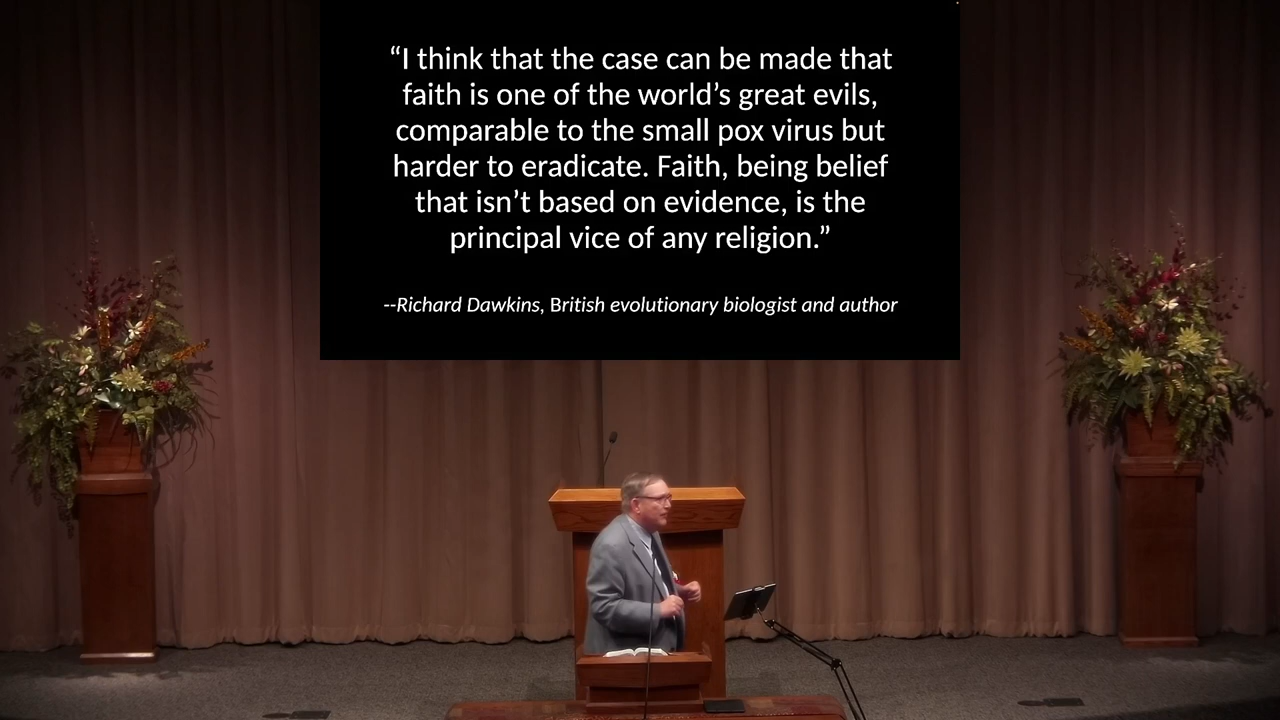 “I think that the case can be made that
faith is one of the world’s great evils,
comparable to the small pox virus but
harder to eradicate. Faith, being belief
that isn’t based on evidence, is the
principal vice of any religion.”
--Richard Dawkins, British evolutionary biologist and author